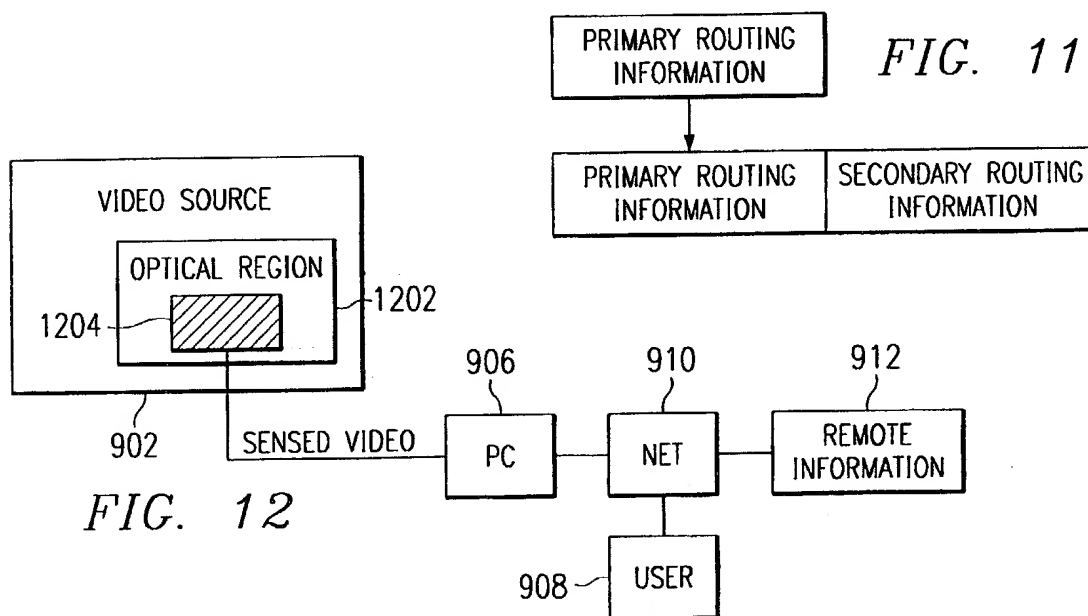 PRIMARY ROUTING
INFORMATION
FIG. 11
PRIMARY ROUTING
INFORMATION
SECONDARY ROUTING
INFORMATION
VIDEO SOURCE
OPTICAL REGION
1204
1202
902
SENSED VIDEO
906
PC
910
NET
912
REMOTE
INFORMATION
908
USER
FIG. 12